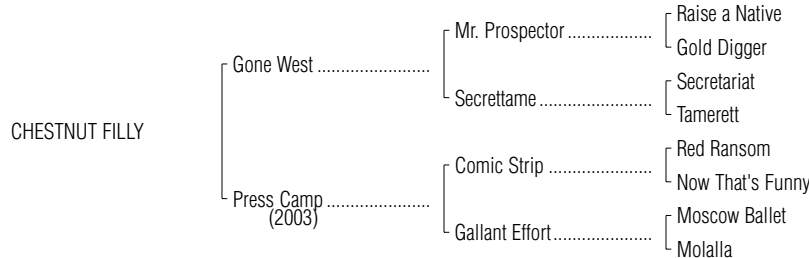 Raise a Native
Mr. Prospector ..................
Gold Digger
Gone West .......................
Secretariat
Secrettame .......................
Tamerett
CHESTNUT FILLY
Red Ransom
Comic Strip .....................
Now That's Funny
Press Camp .....................
(2003)
Moscow Ballet
Gallant Effort ....................
Molalla